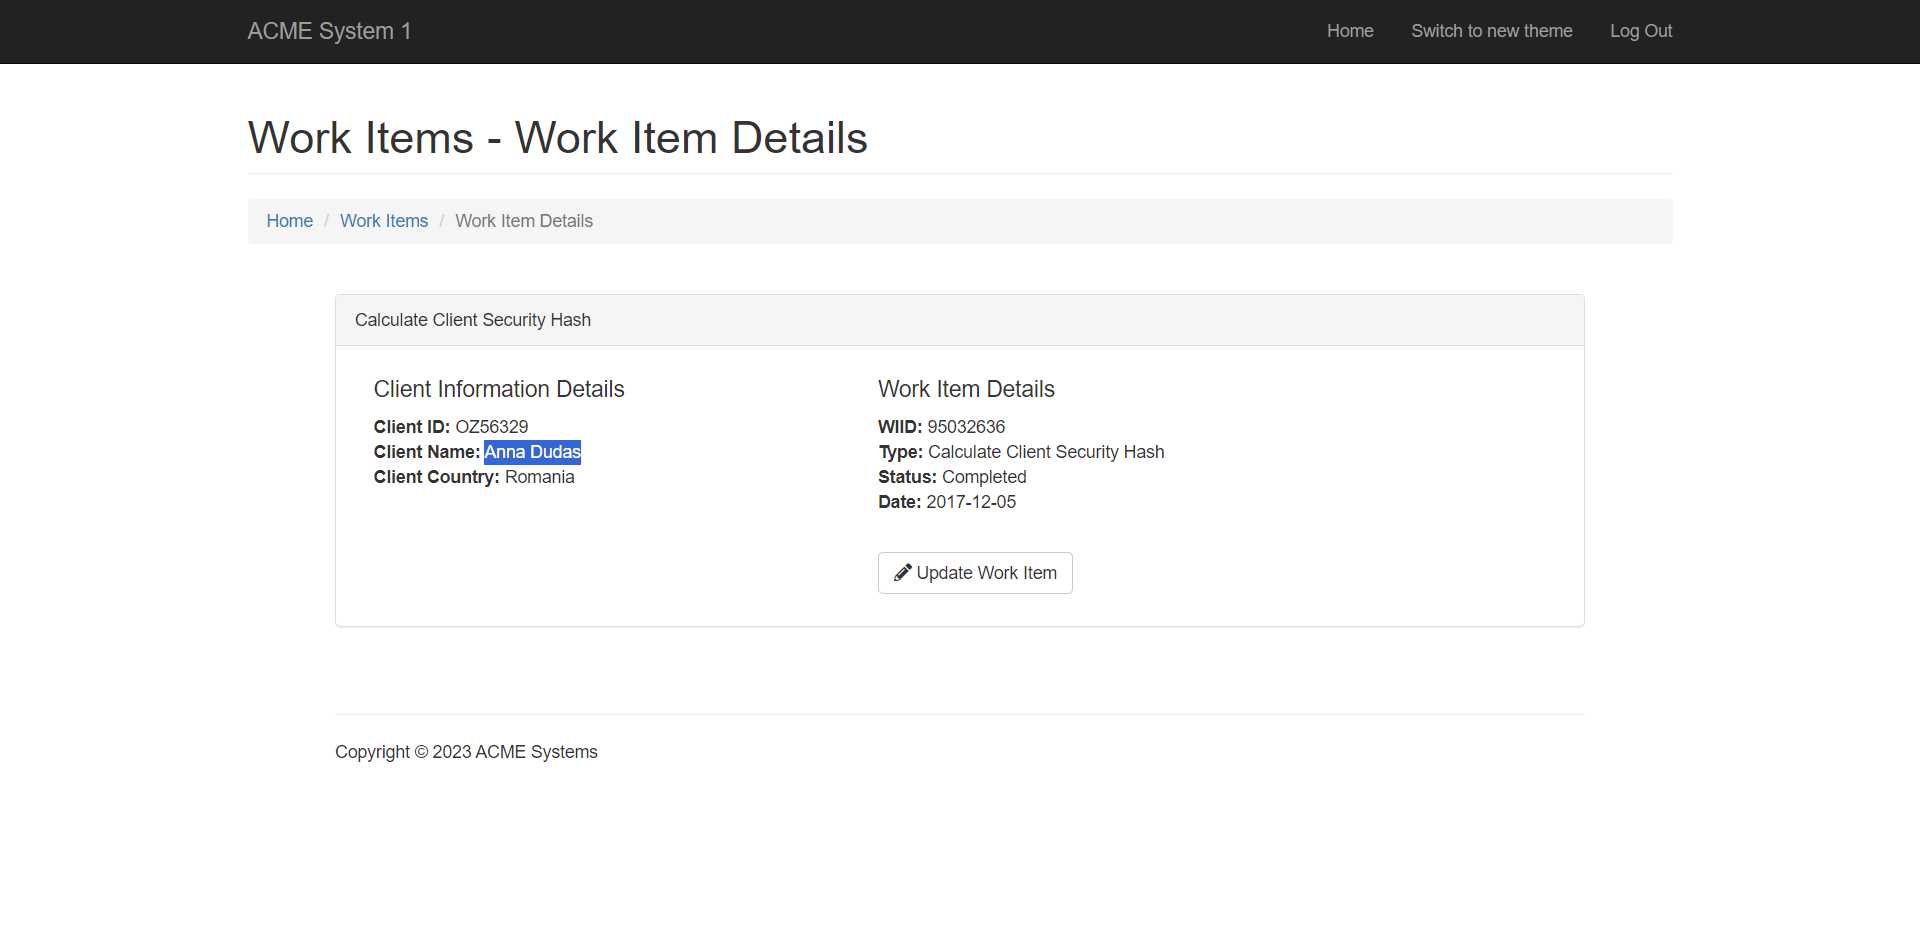 ACME System 1
Home
Switch to new theme
Log Out
Work Items - Work Item Details
Home / Work Items / Work Item Details
Calculate Client Security Hash
Client Information Details
Client ID: OZ56329
Client Name: Anna Dudas
Client Country: Romania
Work Item Details
WIID: 95032636
Type: Calculate Client Security Hash
Status: Completed
Date: 2017-12-05
Update Work Item
Copyright © 2023 ACME Systems